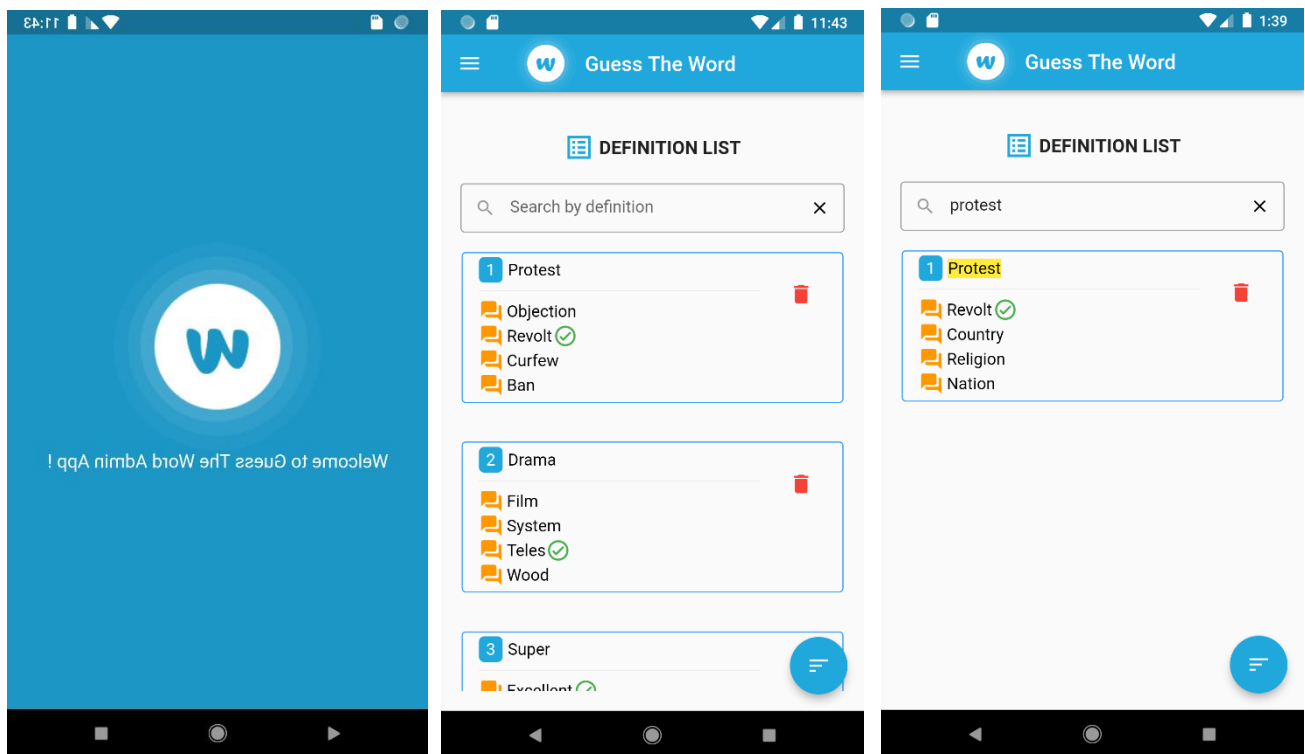 11:43
w
Welcome to Guess The Word Admin App !
11:43
w Guess The Word
DEFINITION LIST
Search by definition
1 Protest
Objection
Revolt
Curfew
Ban
2 Drama
Film
System
Teles
Wood
3 Super
Excellent
1:39
w Guess The Word
DEFINITION LIST
protest
1 Protest
Revolt
Country
Religion
Nation